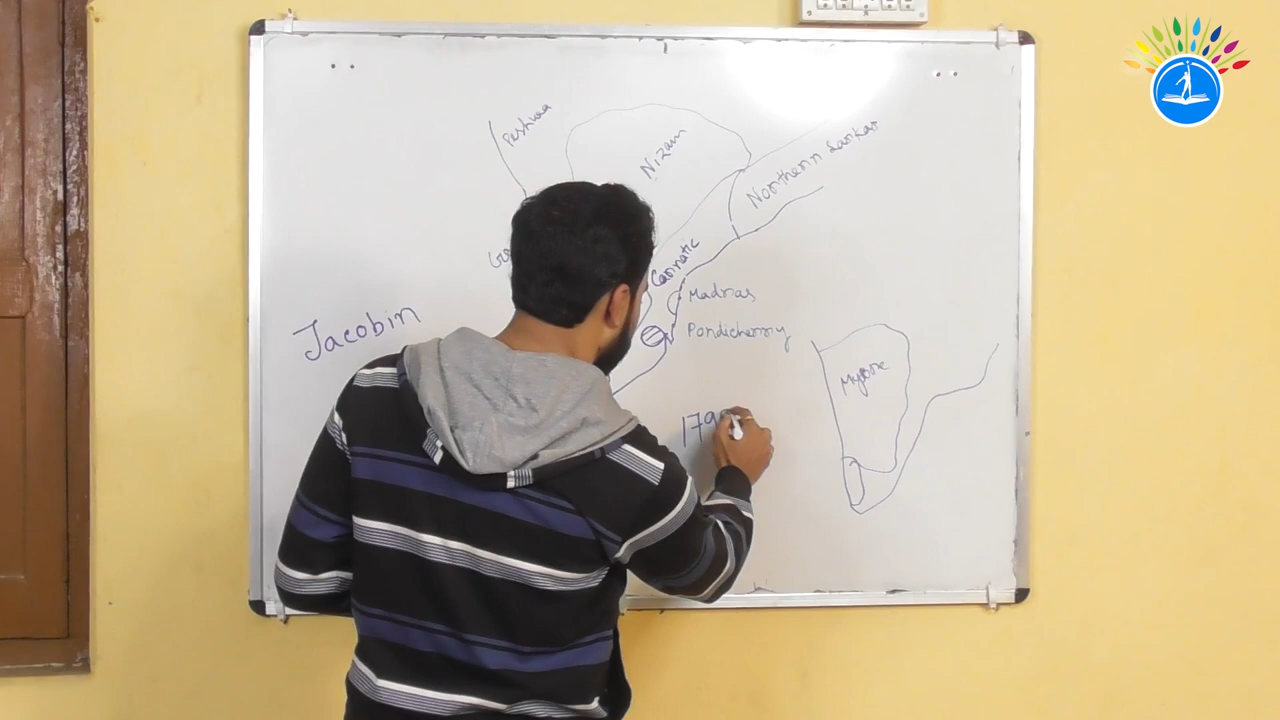 Peshwa
Nizam
Northern Sarkar
Carnatic
Madras
Pondicherry
Jacobin
Mysore